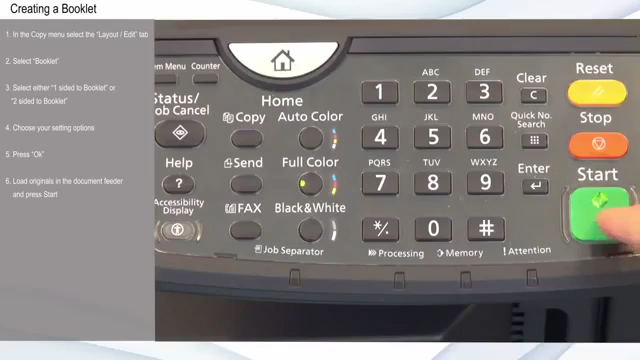 Creating a Booklet
1. In the Copy menu select the "Layout / Edit" tab
2. Select "Booklet"
3. Select either "1 sided to Booklet" or
"2 sided to Booklet"
4. Choose your setting options
5. Press "Ok"
6. Load originals in the document feeder
and press Start
em Menu
Counter
Status/
ob Cancel
Help
Accessibility
Display
Home
Copy
Auto Color
Send
Full Color
FAX
Black&White
Job Separator
ABC
DEF
1 2 3
GHI
JKL
MNO
4 5 6
PQRS
TUV
WXYZ
7 8 9
*/. 0 #
Processing
Memory
Attention
Clear
C
Quick No.
Search
Enter
Reset
Stop
Start